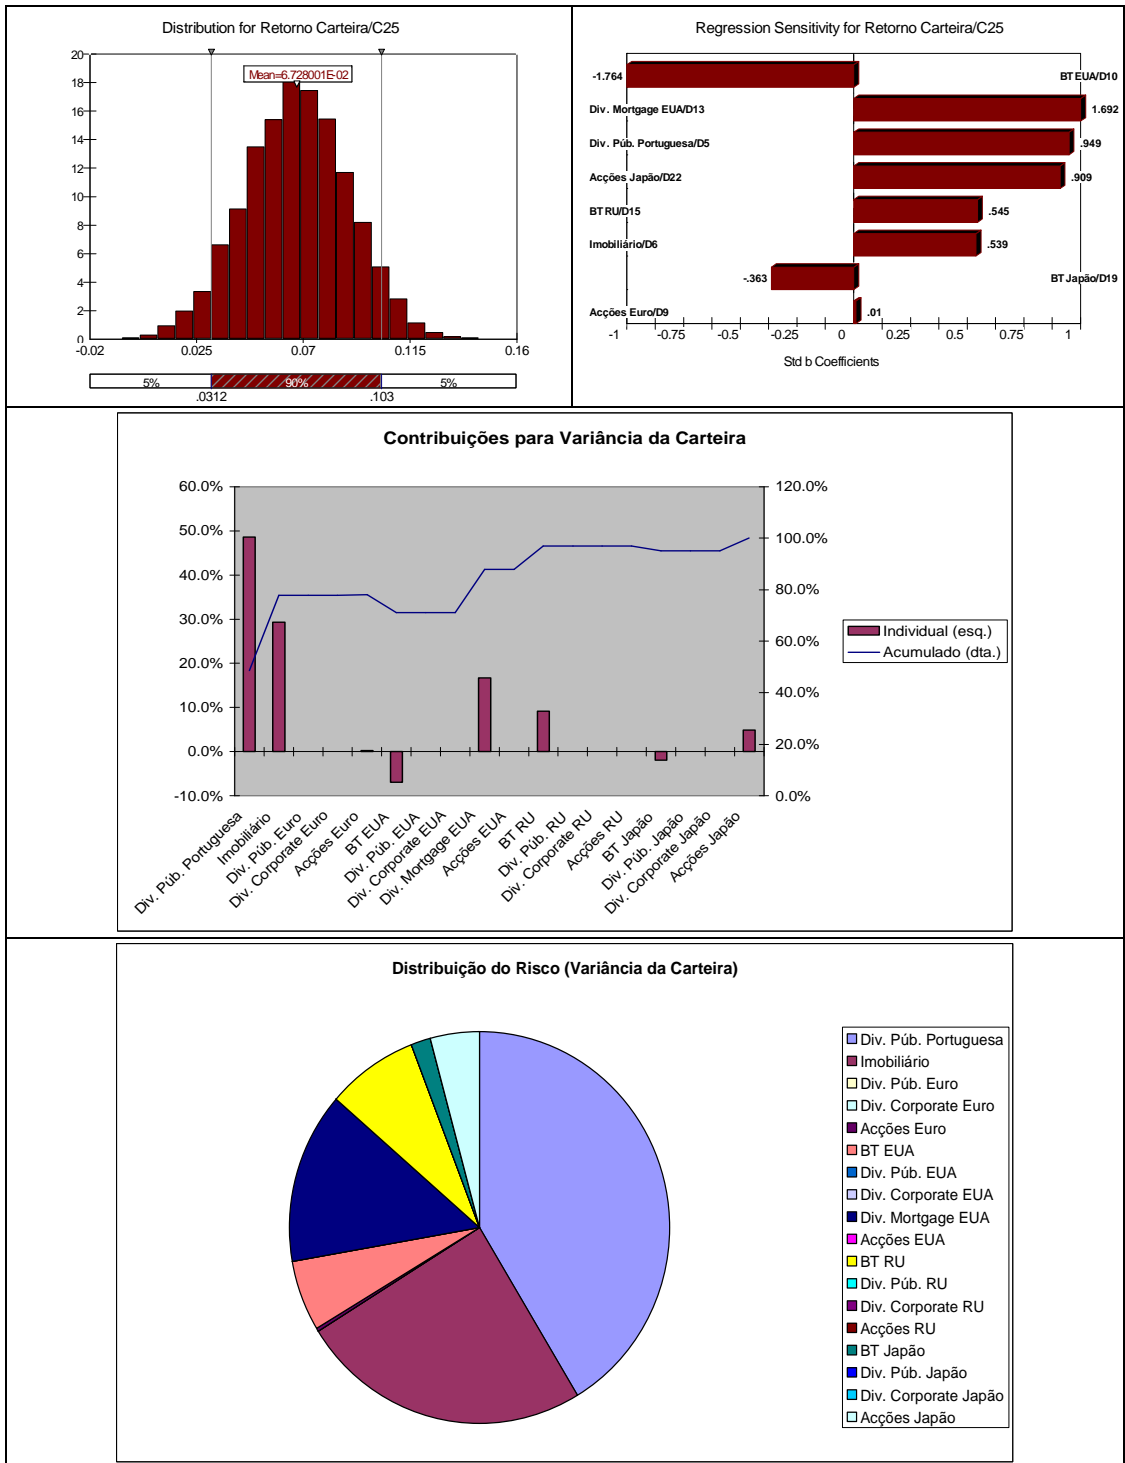 Distribution for Retorno Carteira/C25
Mean=6.728001E-02
20
18
16
14
12
10
8
6
4
2
0
-0.02 0.025 0.07 0.115 0.16
5% 90% 5%
.0312 .103
Regression Sensitivity for Retorno Carteira/C25
-1.764 BT EUA/D10
Div. Mortgage EUA/D13 1.692
Div. Púb. Portuguesa/D5 .949
Acções Japão/D22 .909
BT RU/D15 .545
Imobiliário/D6 .539
-.363 BT Japão/D19
Acções Euro/D9 .01
-1 -0.75 -0.5 -0.25 0 0.25 0.5 0.75 1
Std b Coefficients
Contribuições para Variância da Carteira
60.0%
50.0%
40.0%
30.0%
20.0%
10.0%
0.0%
-10.0%
120.0%
100.0%
80.0%
60.0%
40.0%
20.0%
0.0%
Div. Púb. Portuguesa
Imobiliário
Div. Púb. Euro
Div. Corporate Euro
Acções Euro
BT EUA
Div. Púb. EUA
Div. Corporate EUA
Div. Mortgage EUA
Acções EUA
BT RU
Div. Púb. RU
Div. Corporate RU
Acções RU
BT Japão
Div. Púb. Japão
Div. Corporate Japão
Acções Japão
Individual (esq.)
Acumulado (dta.)
Distribuição do Risco (Variância da Carteira)
Div. Púb. Portuguesa
Imobiliário
Div. Púb. Euro
Div. Corporate Euro
Acções Euro
BT EUA
Div. Púb. EUA
Div. Corporate EUA
Div. Mortgage EUA
Acções EUA
BT RU
Div. Púb. RU
Div. Corporate RU
Acções RU
BT Japão
Div. Púb. Japão
Div. Corporate Japão
Acções Japão